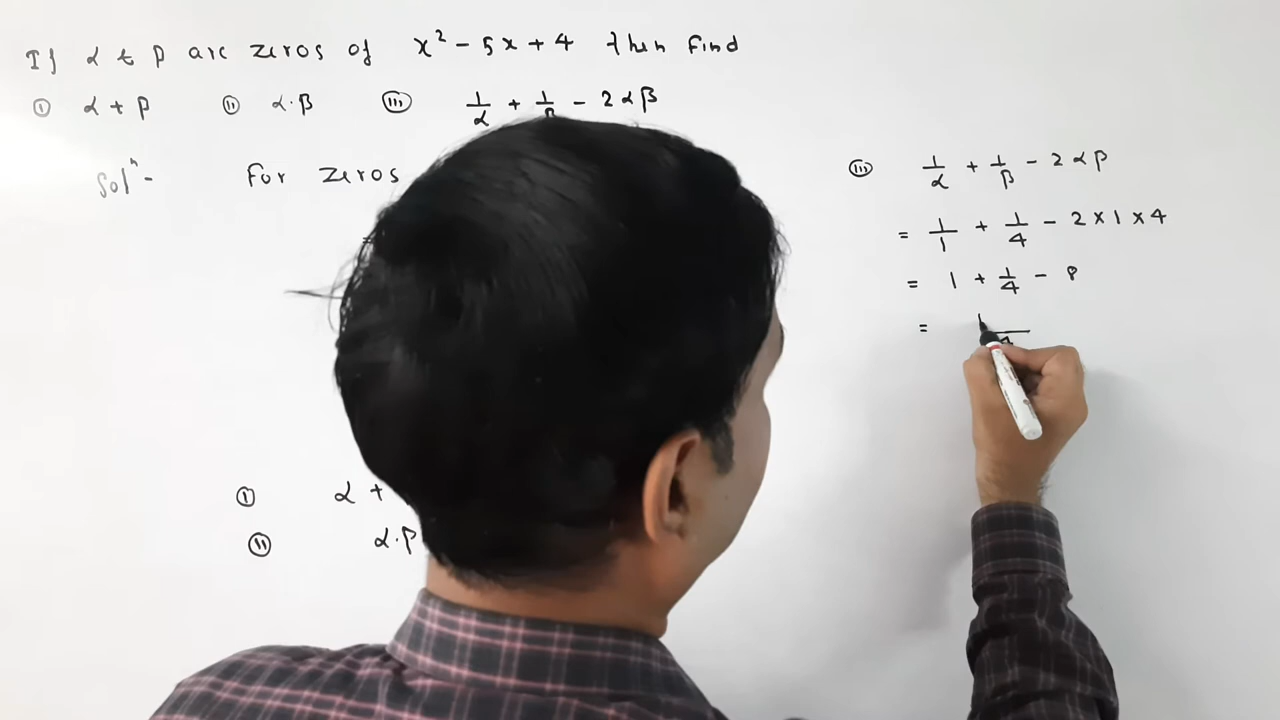 If α & β are zeros of x² - 5x + 4 then find
(i) α + β (ii) α·β (iii) 1/α + 1/β - 2αβ
Solⁿ- For zeros
(iii) 1/α + 1/β - 2αβ
= 1/1 + 1/4 - 2×1×4
= 1 + 1/4 - 8
=
(i) α +
(ii) α·β